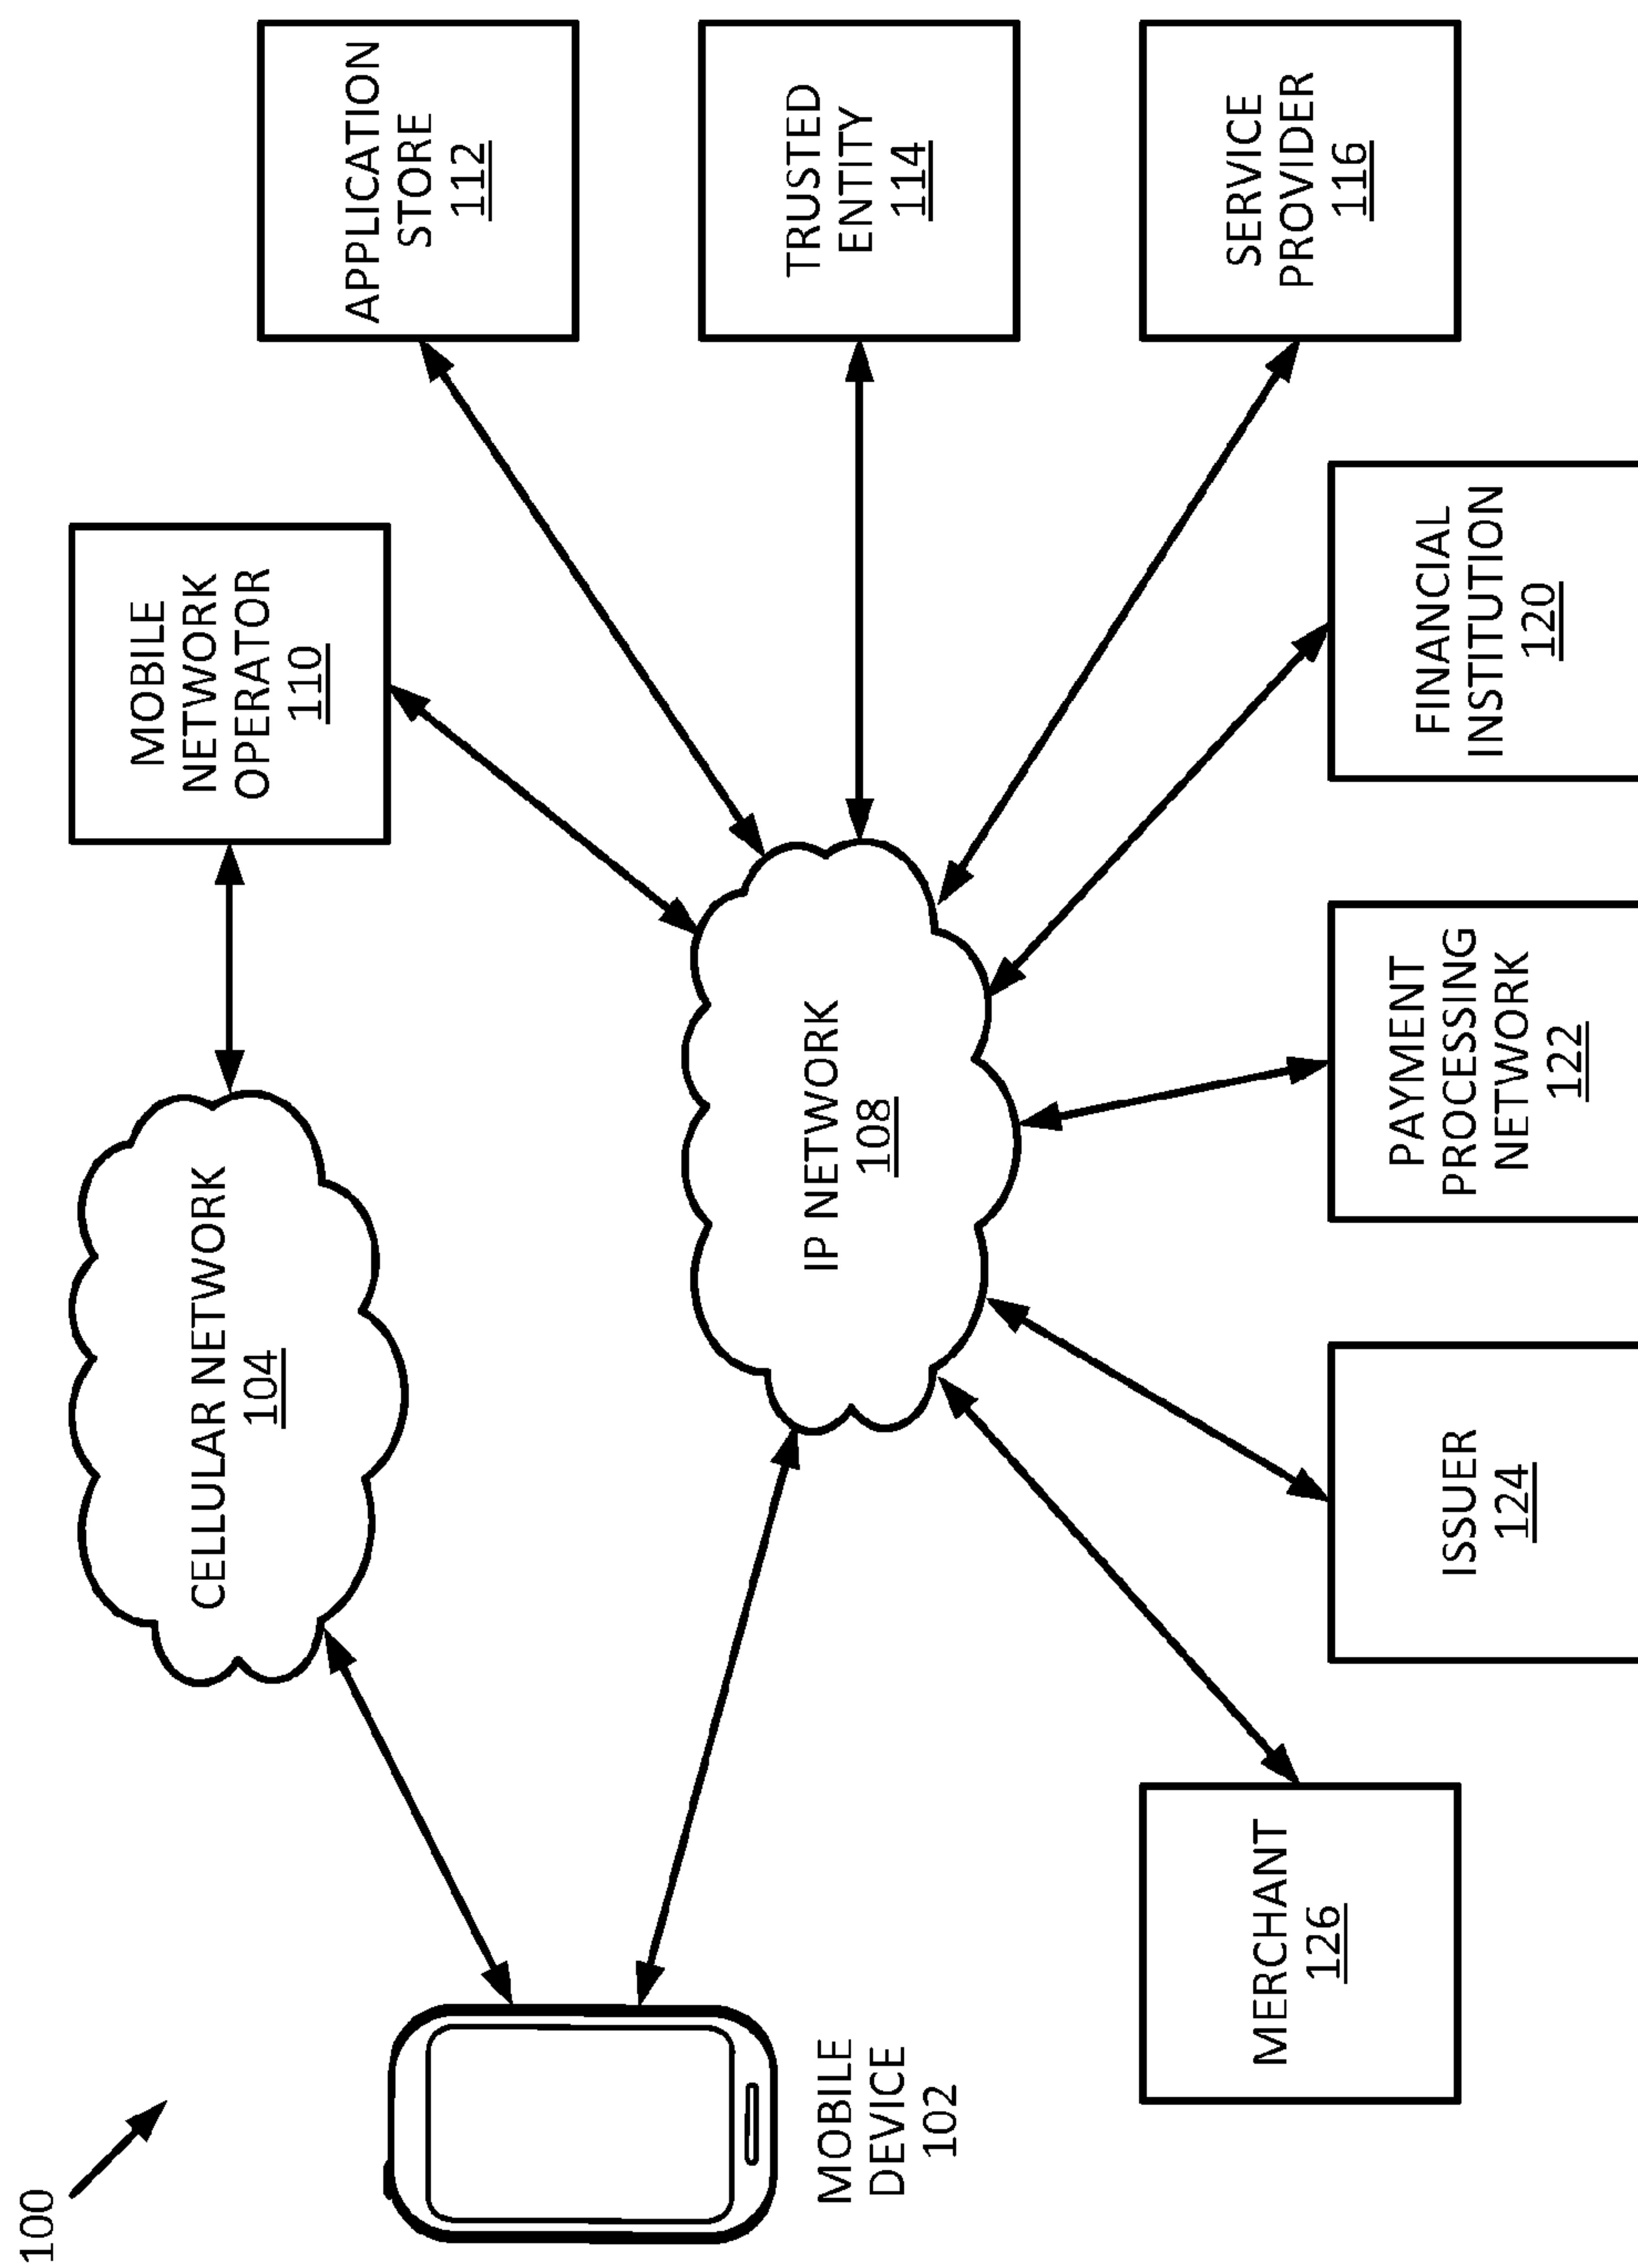 100
CELLULAR NETWORK
104
MOBILE
NETWORK
OPERATOR
110
APPLICATION
STORE
112
MOBILE
DEVICE
102
IP NETWORK
108
TRUSTED
ENTITY
114
MERCHANT
126
SERVICE
PROVIDER
116
ISSUER
124
PAYMENT
PROCESSING
NETWORK
122
FINANCIAL
INSTITUTION
120